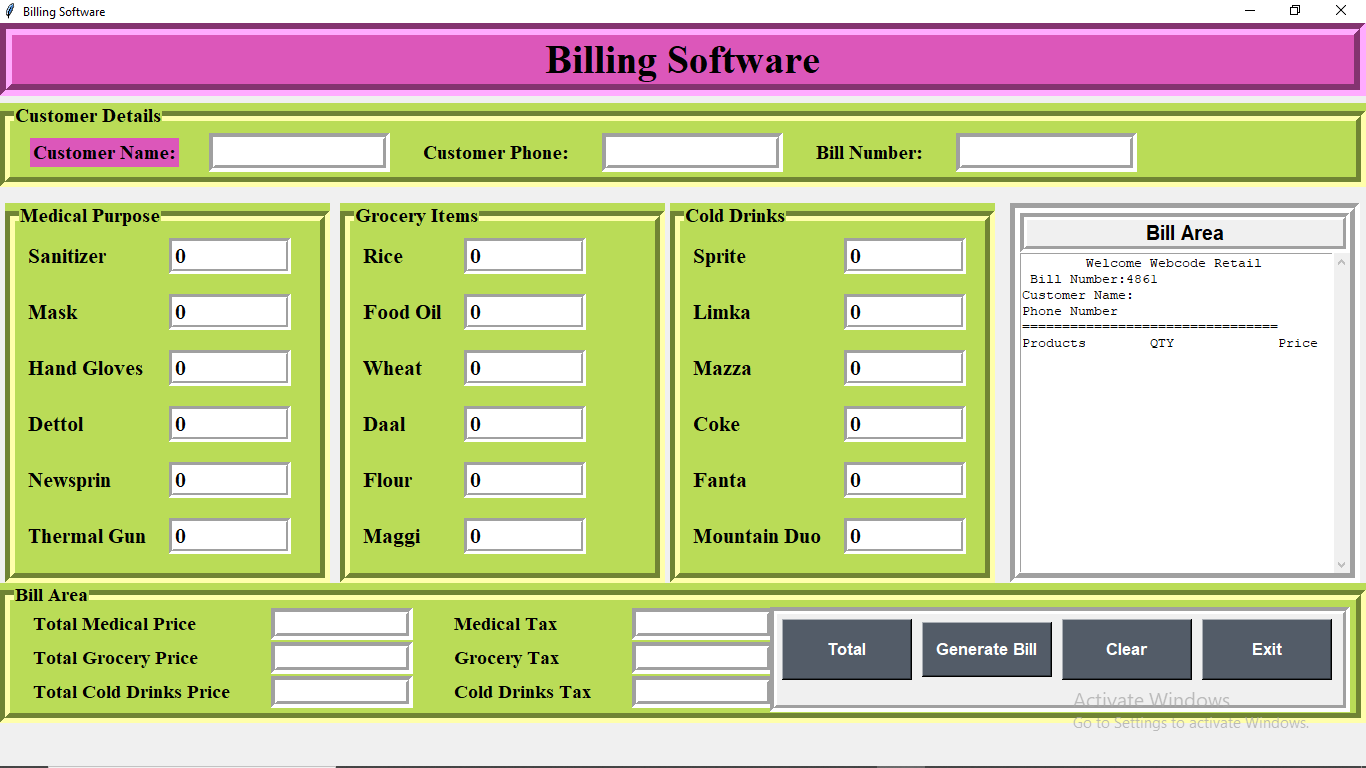 Billing Software
Billing Software
Customer Details
Customer Name: Customer Phone: Bill Number:
Medical Purpose
Sanitizer 0
Mask 0
Hand Gloves 0
Dettol 0
Newsprin 0
Thermal Gun 0
Grocery Items
Rice 0
Food Oil 0
Wheat 0
Daal 0
Flour 0
Maggi 0
Cold Drinks
Sprite 0
Limka 0
Mazza 0
Coke 0
Fanta 0
Mountain Duo 0
Bill Area
Welcome Webcode Retail
Bill Number:4861
Customer Name:
Phone Number
================================
Products QTY Price
Bill Area
Total Medical Price Medical Tax
Total Grocery Price Grocery Tax
Total Cold Drinks Price Cold Drinks Tax
Total Generate Bill Clear Exit
Activate Windows
Go to Settings to activate Windows.